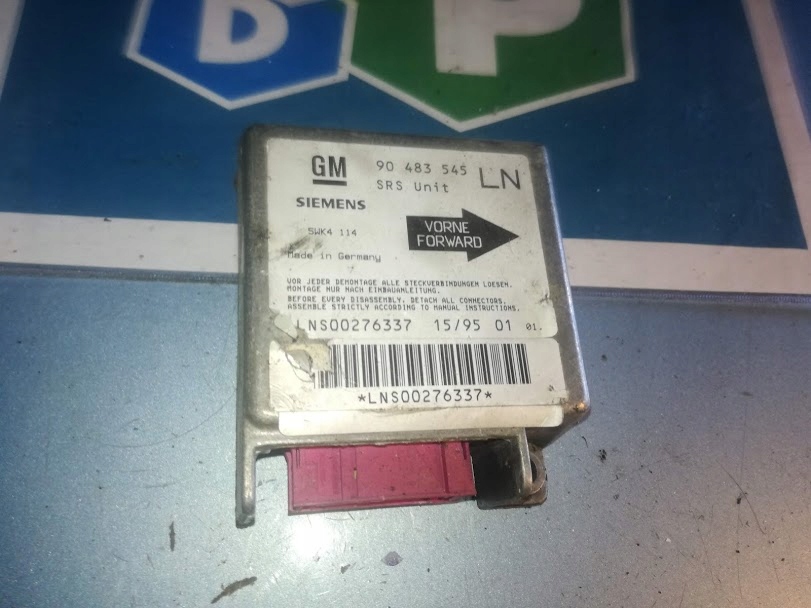 B P
GM 90 483 545 LN
SRS Unit
SIEMENS
5WK4 114
VORNE
FORWARD
Made in Germany
VOR JEDER DEMONTAGE ALLE STECKVERBINDUNGEN LOESEN.
MONTAGE NUR NACH EINBAUANLEITUNG.
BEFORE EVERY DISASSEMBLY, DETACH ALL CONNECTORS.
ASSEMBLE STRICTLY ACCORDING TO MANUAL INSTRUCTIONS.
LNS00276337 15/95 01 01.
*LNS00276337*